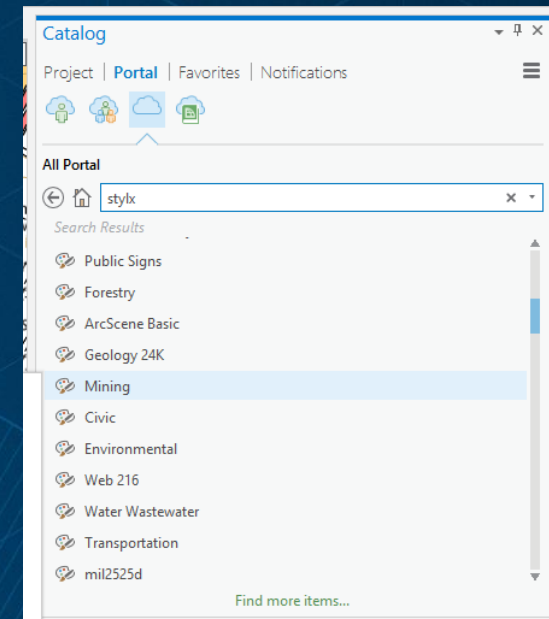 Catalog
Project | Portal | Favorites | Notifications
All Portal
stylx
Search Results
Public Signs
Forestry
ArcScene Basic
Geology 24K
Mining
Civic
Environmental
Web 216
Water Wastewater
Transportation
mil2525d
Find more items...